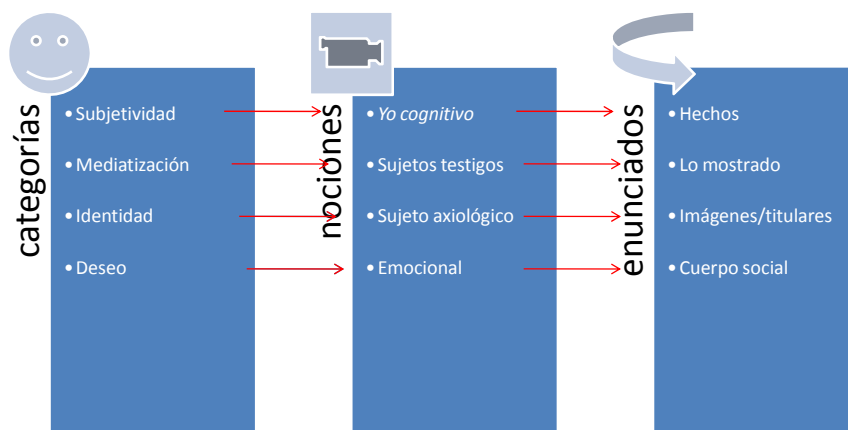 categorías
• Subjetividad
• Mediatización
• Identidad
• Deseo
nociones
• Yo cognitivo
• Sujetos testigos
• Sujeto axiológico
• Emocional
enunciados
• Hechos
• Lo mostrado
• Imágenes/titulares
• Cuerpo social